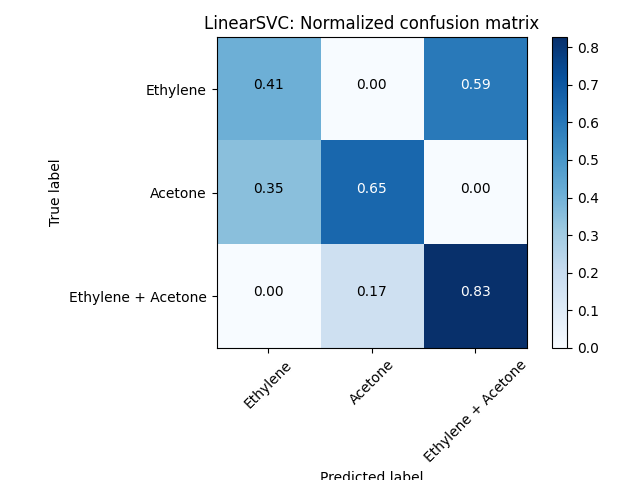 LinearSVC: Normalized confusion matrix
True label
Ethylene
0.41 0.00 0.59
Acetone
0.35 0.65 0.00
Ethylene + Acetone
0.00 0.17 0.83
Ethylene
Acetone
Ethylene + Acetone
Predicted label
0.8
0.7
0.6
0.5
0.4
0.3
0.2
0.1
0.0